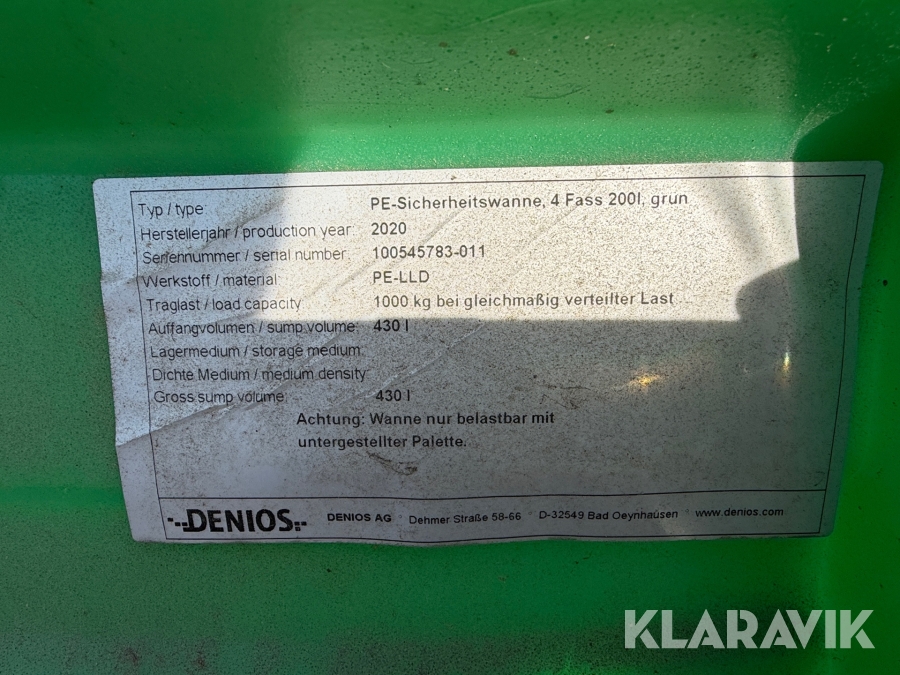 Typ / type: PE-Sicherheitswanne, 4 Fass 200l, grün
Herstellerjahr / production year: 2020
Seriennummer / serial number: 100545783-011
Werkstoff / material: PE-LLD
Traglast / load capacity 1000 kg bei gleichmäßig verteilter Last
Auffangvolumen / sump volume: 430 l
Lagermedium / storage medium:
Dichte Medium / medium density
Gross sump volume: 430 l
Achtung: Wanne nur belastbar mit
untergestellter Palette.
DENIOS DENIOS AG Dehmer Straße 58-66 D-32549 Bad Oeynhausen www.denios.com
KLARAVIK